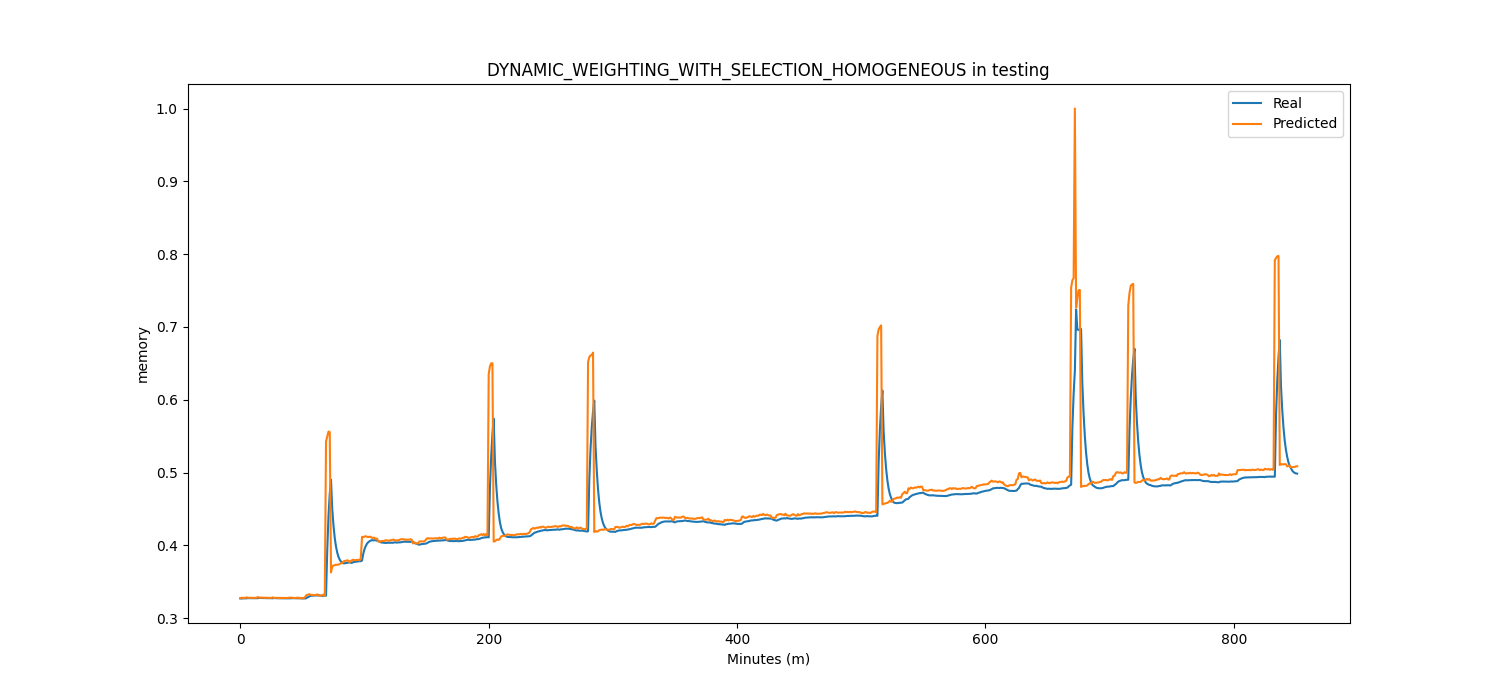 DYNAMIC_WEIGHTING_WITH_SELECTION_HOMOGENEOUS in testing
Real
Predicted
1.0
0.9
0.8
0.7
0.6
0.5
0.4
0.3
memory
0
200
400
600
800
Minutes (m)